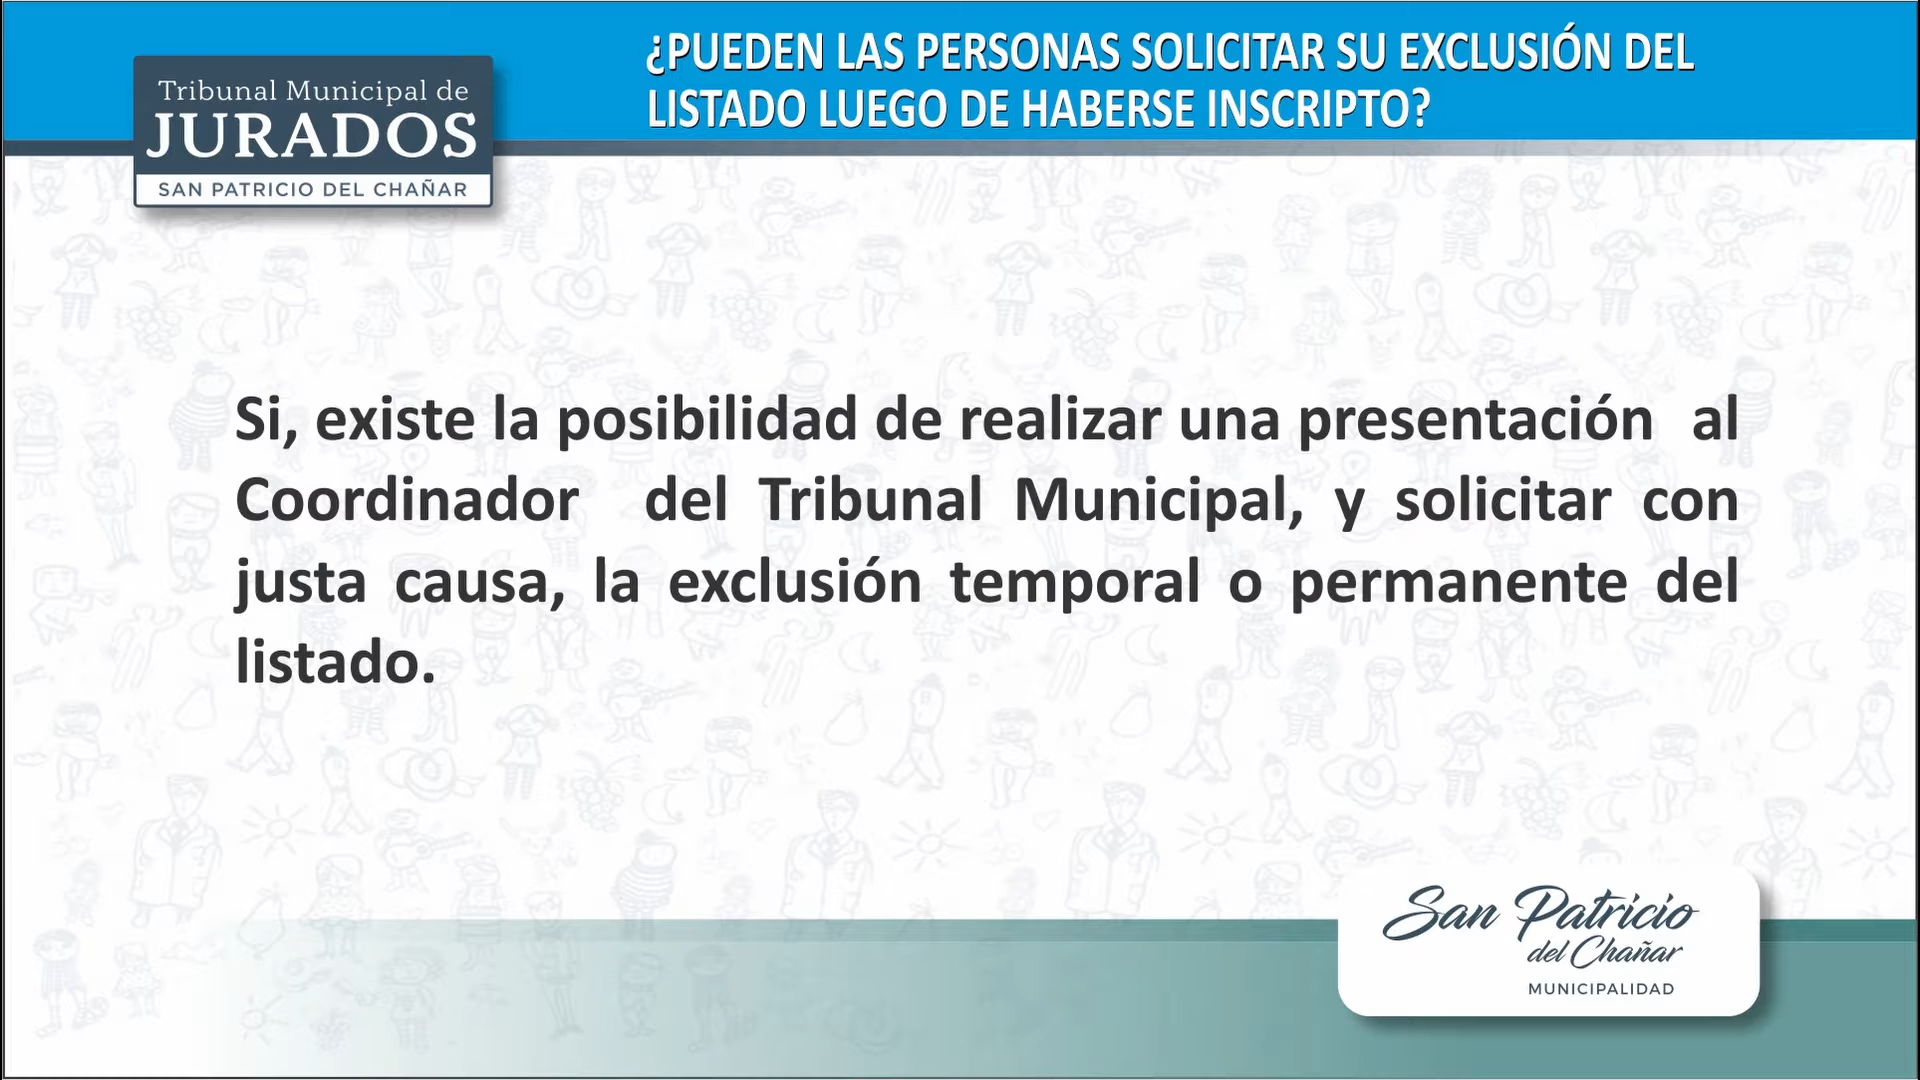 ¿PUEDEN LAS PERSONAS SOLICITAR SU EXCLUSIÓN DEL
LISTADO LUEGO DE HABERSE INSCRIPTO?
Tribunal Municipal de
JURADOS
SAN PATRICIO DEL CHAÑAR
Si, existe la posibilidad de realizar una presentación al
Coordinador del Tribunal Municipal, y solicitar con
justa causa, la exclusión temporal o permanente del
listado.
San Patricio
del Chañar
MUNICIPALIDAD